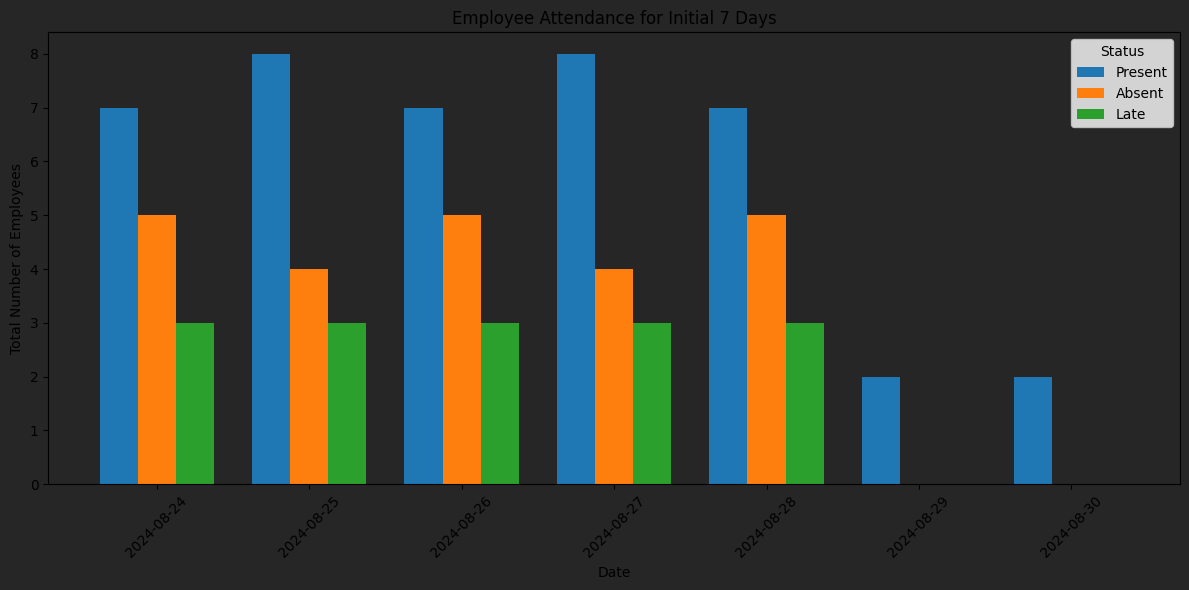 Employee Attendance for Initial 7 Days
Status
Present
Absent
Late
Total Number of Employees
8
7
6
5
4
3
2
1
0
2024-08-24
2024-08-25
2024-08-26
2024-08-27
2024-08-28
2024-08-29
2024-08-30
Date